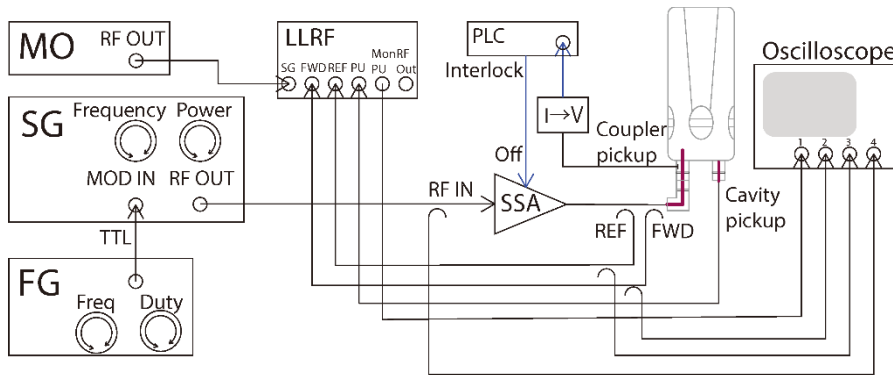 MO
RF OUT
LLRF
SG FWD REF PU Mon PU RF Out
PLC
Interlock
I→V
Off
Coupler pickup
Oscilloscope
1 2 3 4
SG
Frequency Power
MOD IN RF OUT
RF IN
SSA
REF FWD
Cavity pickup
TTL
FG
Freq Duty